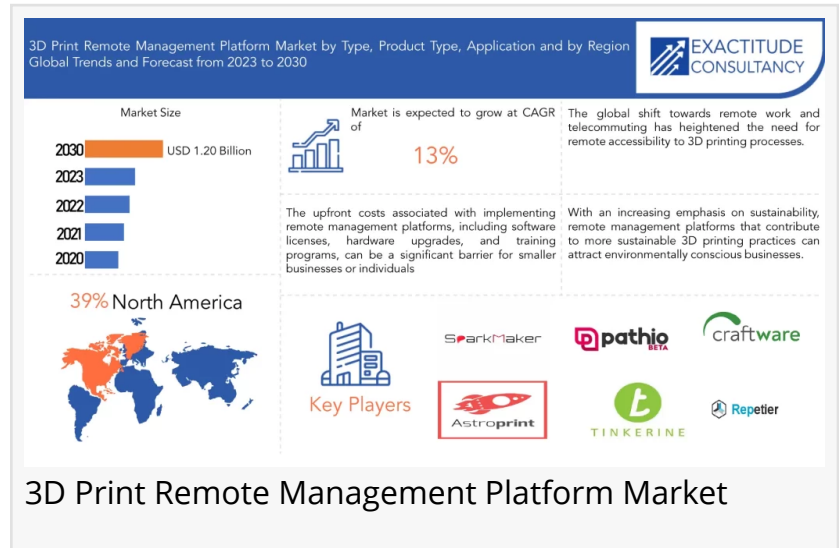 3D Print Remote Management Platform Market by Type, Product Type, Application and by Region
Global Trends and Forecast from 2023 to 2030
EXACTITUDE
CONSULTANCY
Market Size
2030
USD 1.20 Billion
2023
2022
2021
2020
Market is expected to grow at CAGR
of
13%
The global shift towards remote work and
telecommuting has heightened the need for
remote accessibility to 3D printing processes.
The upfront costs associated with implementing
remote management platforms, including software
licenses, hardware upgrades, and training
programs, can be a significant barrier for smaller
businesses or individuals
With an increasing emphasis on sustainability,
remote management platforms that contribute
to more sustainable 3D printing practices can
attract environmentally conscious businesses.
39% North America
Key Players
SparkMaker
pathio
BETA
craftware
Astroprint
t
TINKERINE
Repetier
3D Print Remote Management Platform Market